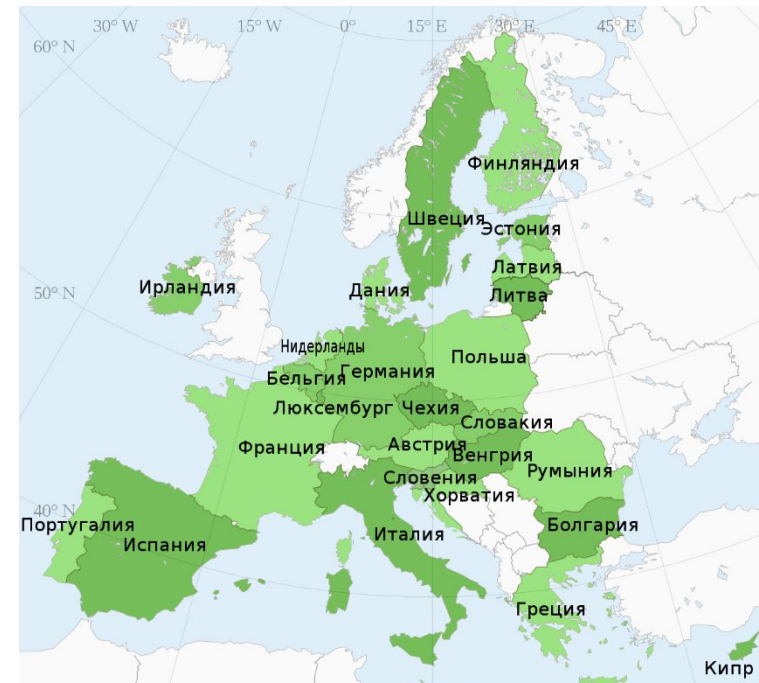 30° W
15° W
0°
15° E
30° E
45° E
60° N
Финляндия
Швеция
Эстония
Латвия
Ирландия
Дания
Литва
50° N
Нидерланды
Польша
Бельгия
Германия
Люксембург
Чехия
Словакия
Франция
Австрия
Венгрия
Румыния
Словения
Хорватия
40° N
Португалия
Испания
Италия
Болгария
Греция
Кипр